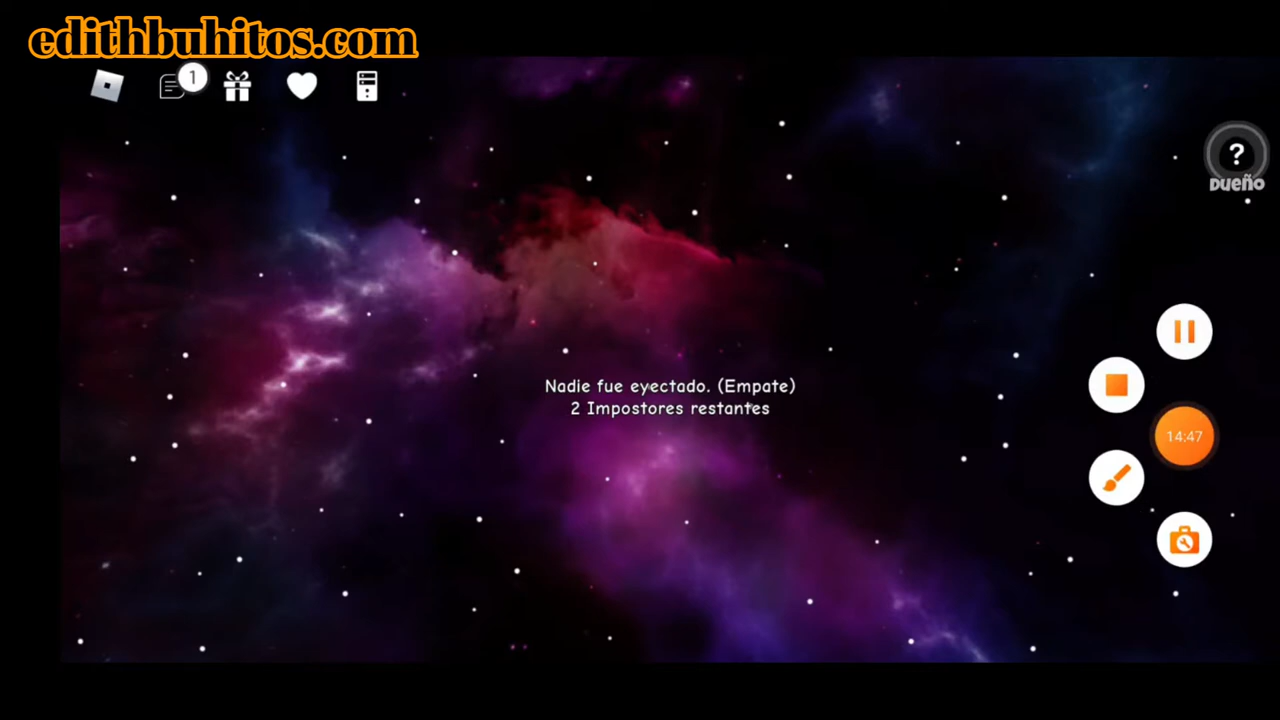 edithbuhitos.com
1
?
DUEÑO
Nadie fue eyectado. (Empate)
2 Impostores restantes
14:47